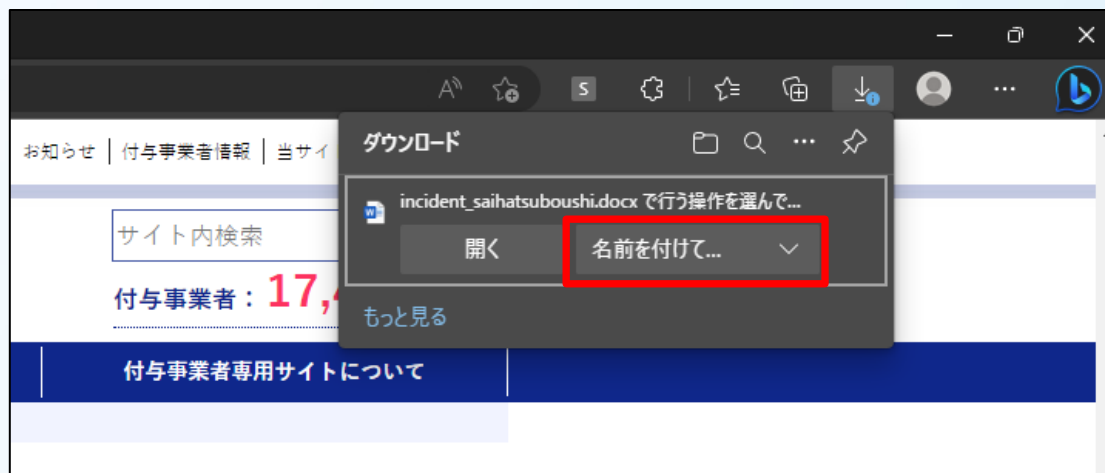 お知らせ | 付与事業者情報 | 当サイ
ダウンロード
incident_saihatsuboushi.docx で行う操作を選んで...
開く
名前を付けて...
もっと見る
サイト内検索
付与事業者： 17,
付与事業者専用サイトについて